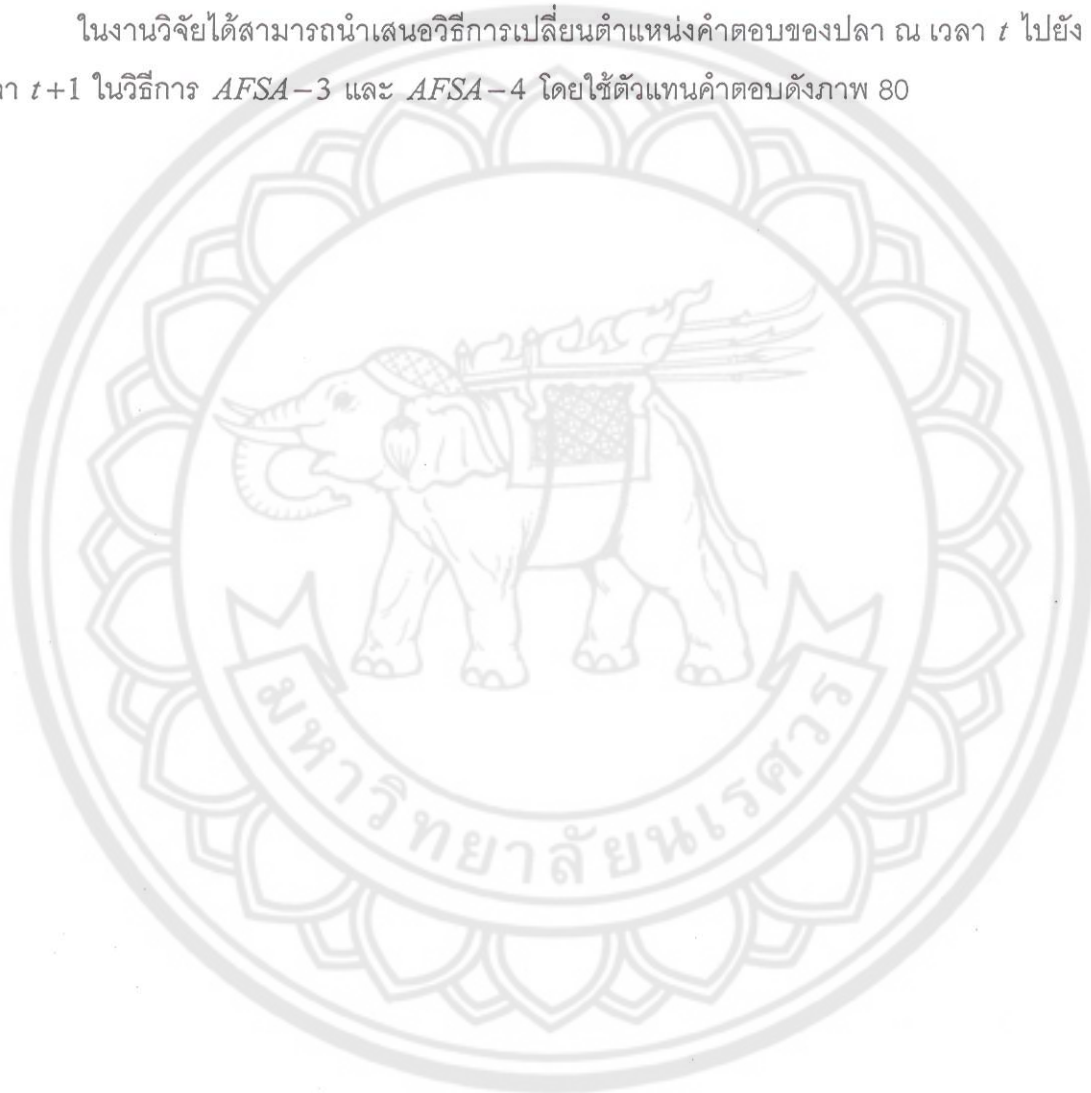 ในงานวิจัยได้สามารถนำเสนอวิธีการเปลี่ยนตำแหน่งคำตอบของปลา ณ เวลา t ไปยัง
t+1 ในวิธีการ AFSA−3 และ AFSA−4 โดยใช้ตัวแทนคำตอบดังภาพ 80
มหาวิทยาลัยนเรศวร